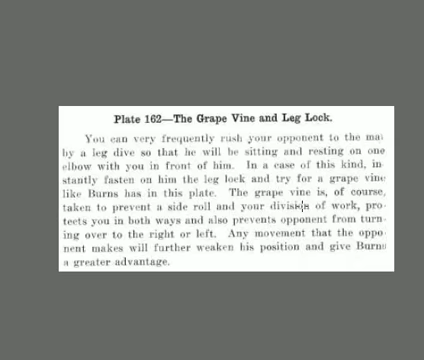 Plate 162—The Grape Vine and Leg Lock.
You can very frequently rush your opponent to the mat
by a leg dive so that he will be sitting and resting on one
elbow with you in front of him. In a case of this kind, in-
stantly fasten on him the leg lock and try for a grape vine
like Burns has in this plate. The grape vine is, of course,
taken to prevent a side roll and your division of work, pro-
tects you in both ways and also prevents opponent from turn-
ing over to the right or left. Any movement that the oppo-
nent makes will further weaken his position and give Burns
a greater advantage.